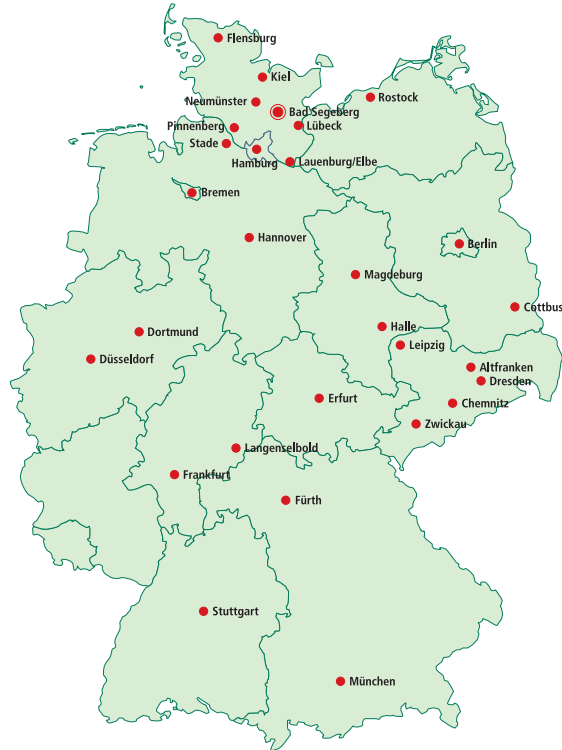 Flensburg
Kiel
Rostock
Neumünster
Bad Segeberg
Pinnenberg
Lübeck
Stade
Hamburg
Lauenburg/Elbe
Bremen
Hannover
Berlin
Magdeburg
Cottbus
Halle
Dortmund
Leipzig
Düsseldorf
Altfranken
Dresden
Erfurt
Chemnitz
Zwickau
Langenselbold
Frankfurt
Fürth
Stuttgart
München